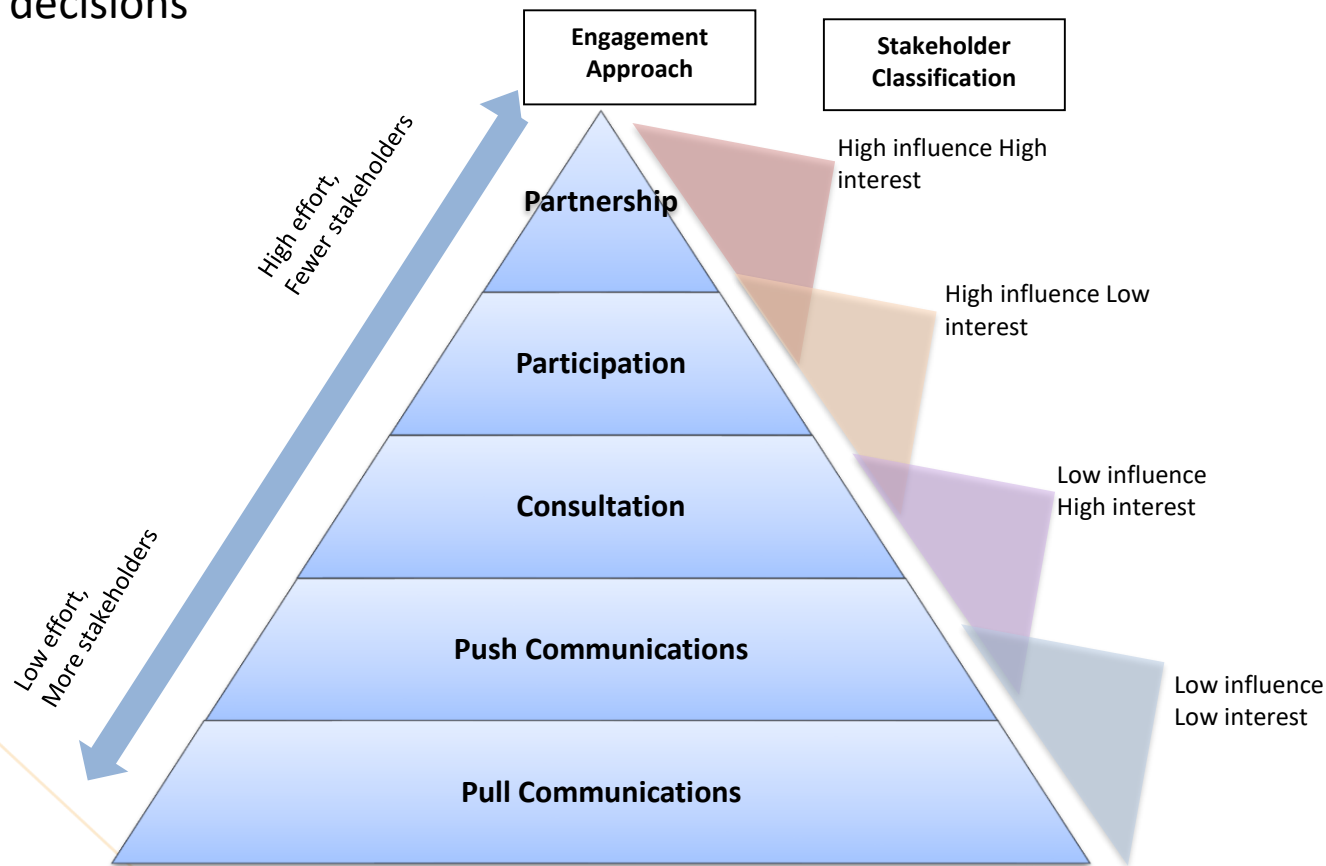 decisions
Engagement
Approach
Stakeholder
Classification
High effort,
Fewer stakeholders
Low effort,
More stakeholders
Partnership
Participation
Consultation
Push Communications
Pull Communications
High influence High
interest
High influence Low
interest
Low influence
High interest
Low influence
Low interest